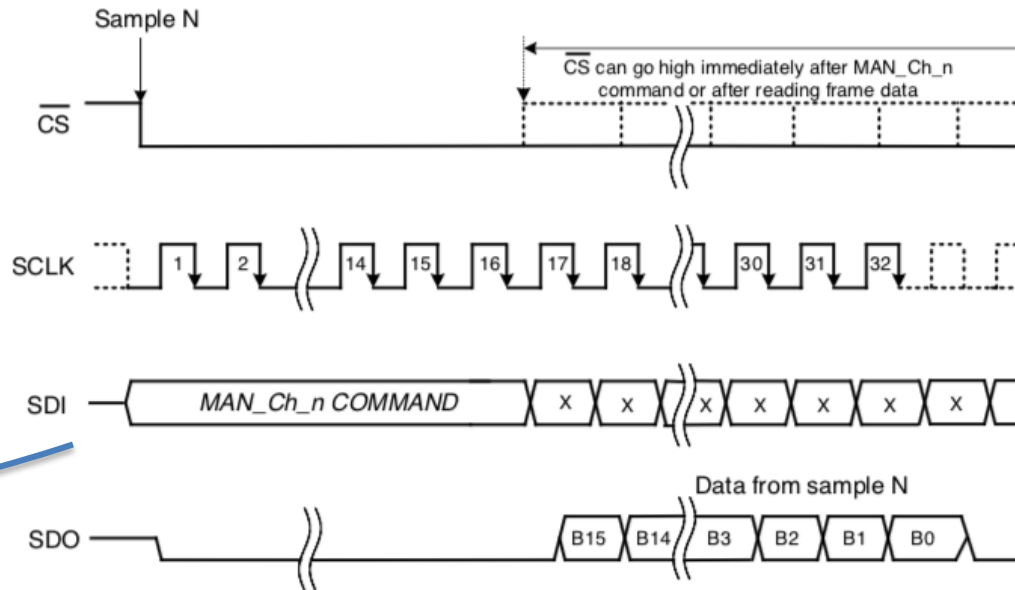 Sample N
CS can go high immediately after MAN_Ch_n
command or after reading frame data
CS
SCLK 1 2 14 15 16 17 18 30 31 32
SDI MAN_Ch_n COMMAND X X X X X X X
Data from sample N
SDO B15 B14 B3 B2 B1 B0